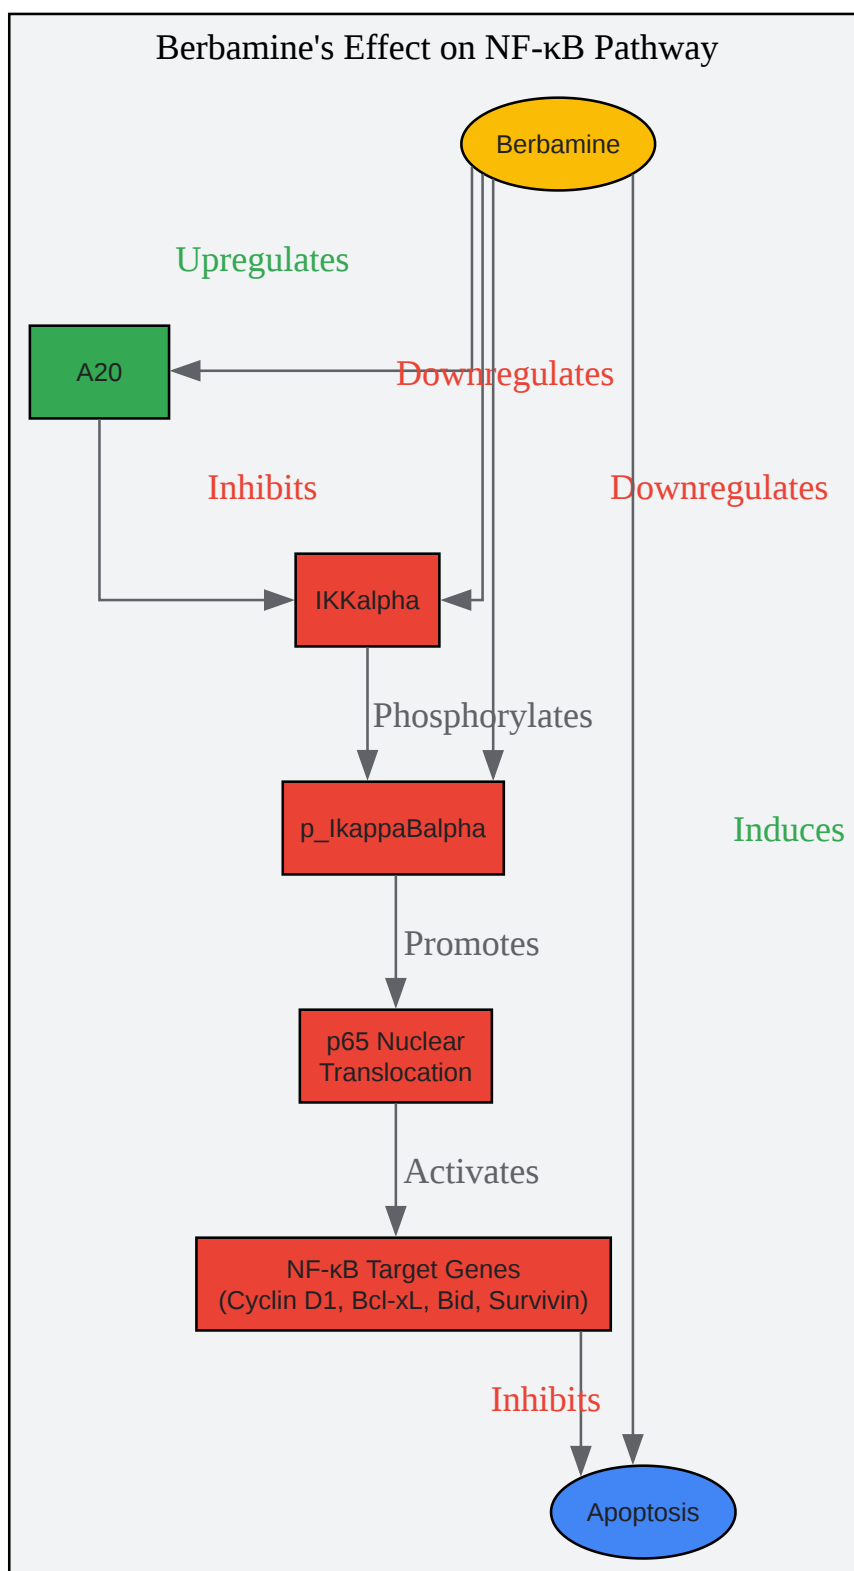 Berbamine's Effect on NF-κB Pathway
Berbamine
Upregulates
A20
Downregulates
Inhibits
Downregulates
IKKalpha
Phosphorylates
p_IkappaBalpha
Induces
Promotes
p65 Nuclear
Translocation
Activates
NF-κB Target Genes
(Cyclin D1, Bcl-xL, Bid, Survivin)
Inhibits
Apoptosis